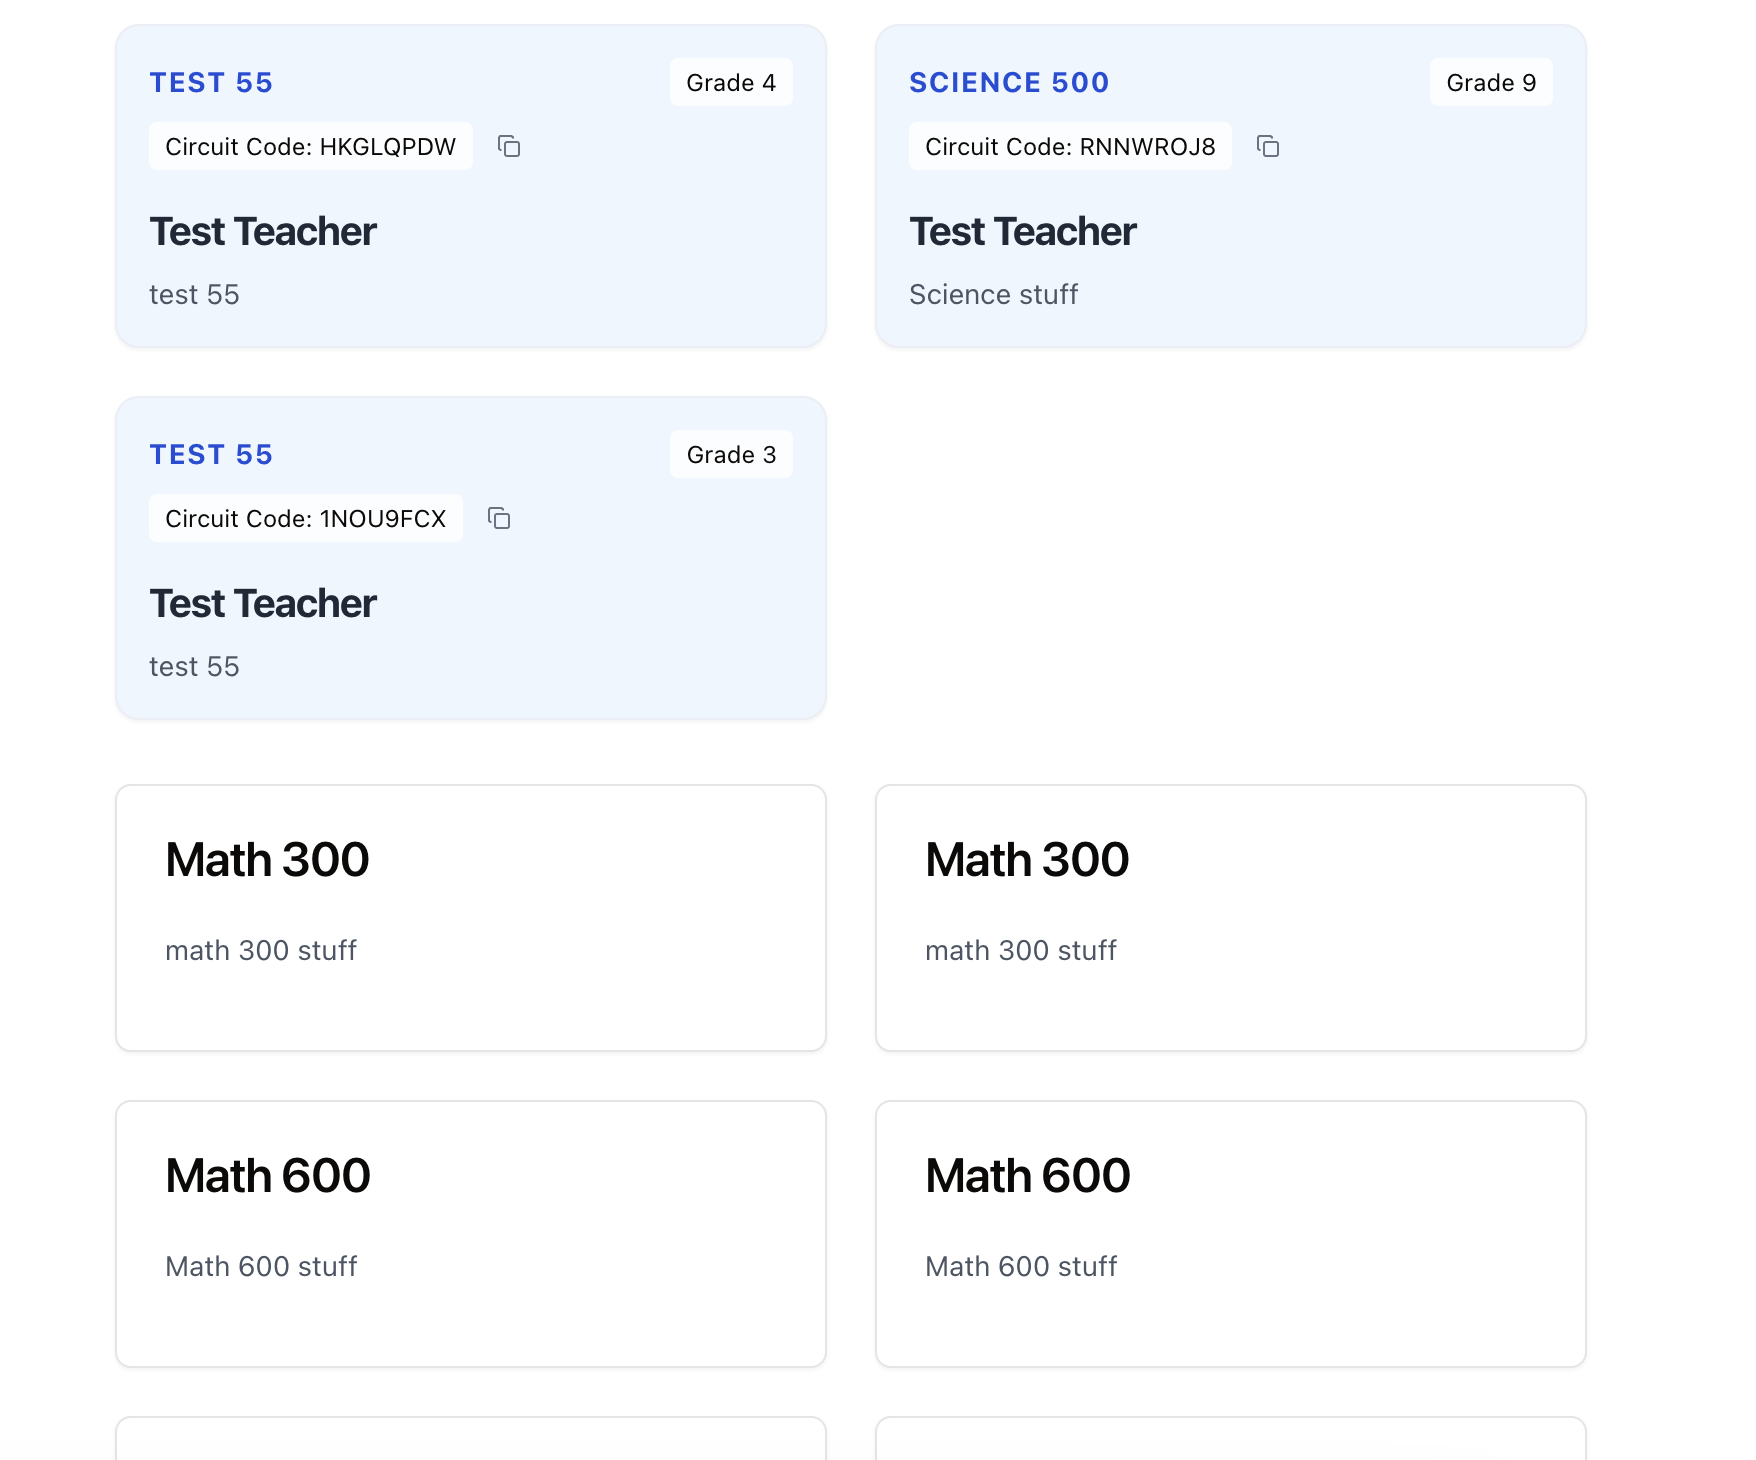 TEST 55
Grade 4
Circuit Code: HKGLQPDW
Test Teacher
test 55
SCIENCE 500
Grade 9
Circuit Code: RNNWROJ8
Test Teacher
Science stuff
TEST 55
Grade 3
Circuit Code: 1NOU9FCX
Test Teacher
test 55
Math 300
math 300 stuff
Math 300
math 300 stuff
Math 600
Math 600 stuff
Math 600
Math 600 stuff